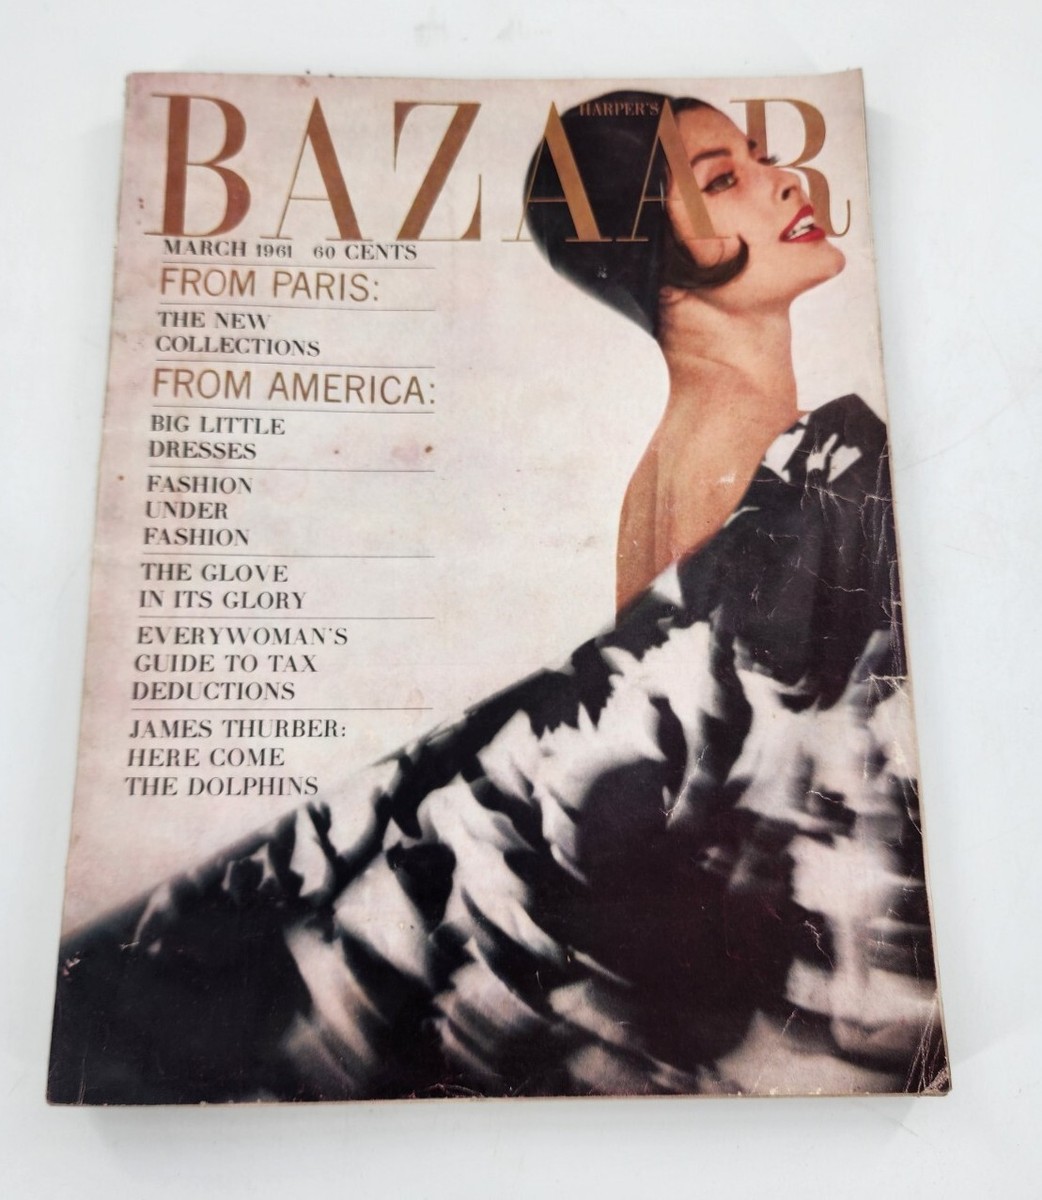 HARPER'S
BAZAAR
MARCH 1961 60 CENTS
FROM PARIS:
THE NEW
COLLECTIONS
FROM AMERICA:
BIG LITTLE
DRESSES
FASHION
UNDER
FASHION
THE GLOVE
IN ITS GLORY
EVERYWOMAN'S
GUIDE TO TAX
DEDUCTIONS
JAMES THURBER:
HERE COME
THE DOLPHINS